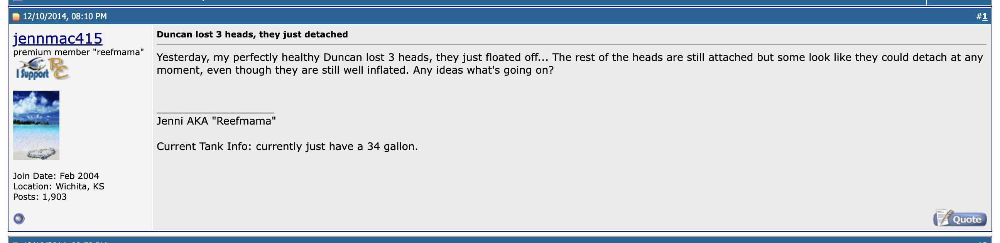 12/10/2014, 08:10 PM
#1
jennmac415
premium member "reefmama"
I Support RC
Duncan lost 3 heads, they just detached
Yesterday, my perfectly healthy Duncan lost 3 heads, they just floated off... The rest of the heads are still attached but some look like they could detach at any
moment, even though they are still well inflated. Any ideas what's going on?
Jenni AKA "Reefmama"
Current Tank Info: currently just have a 34 gallon.
Join Date: Feb 2004
Location: Wichita, KS
Posts: 1,903
Quote